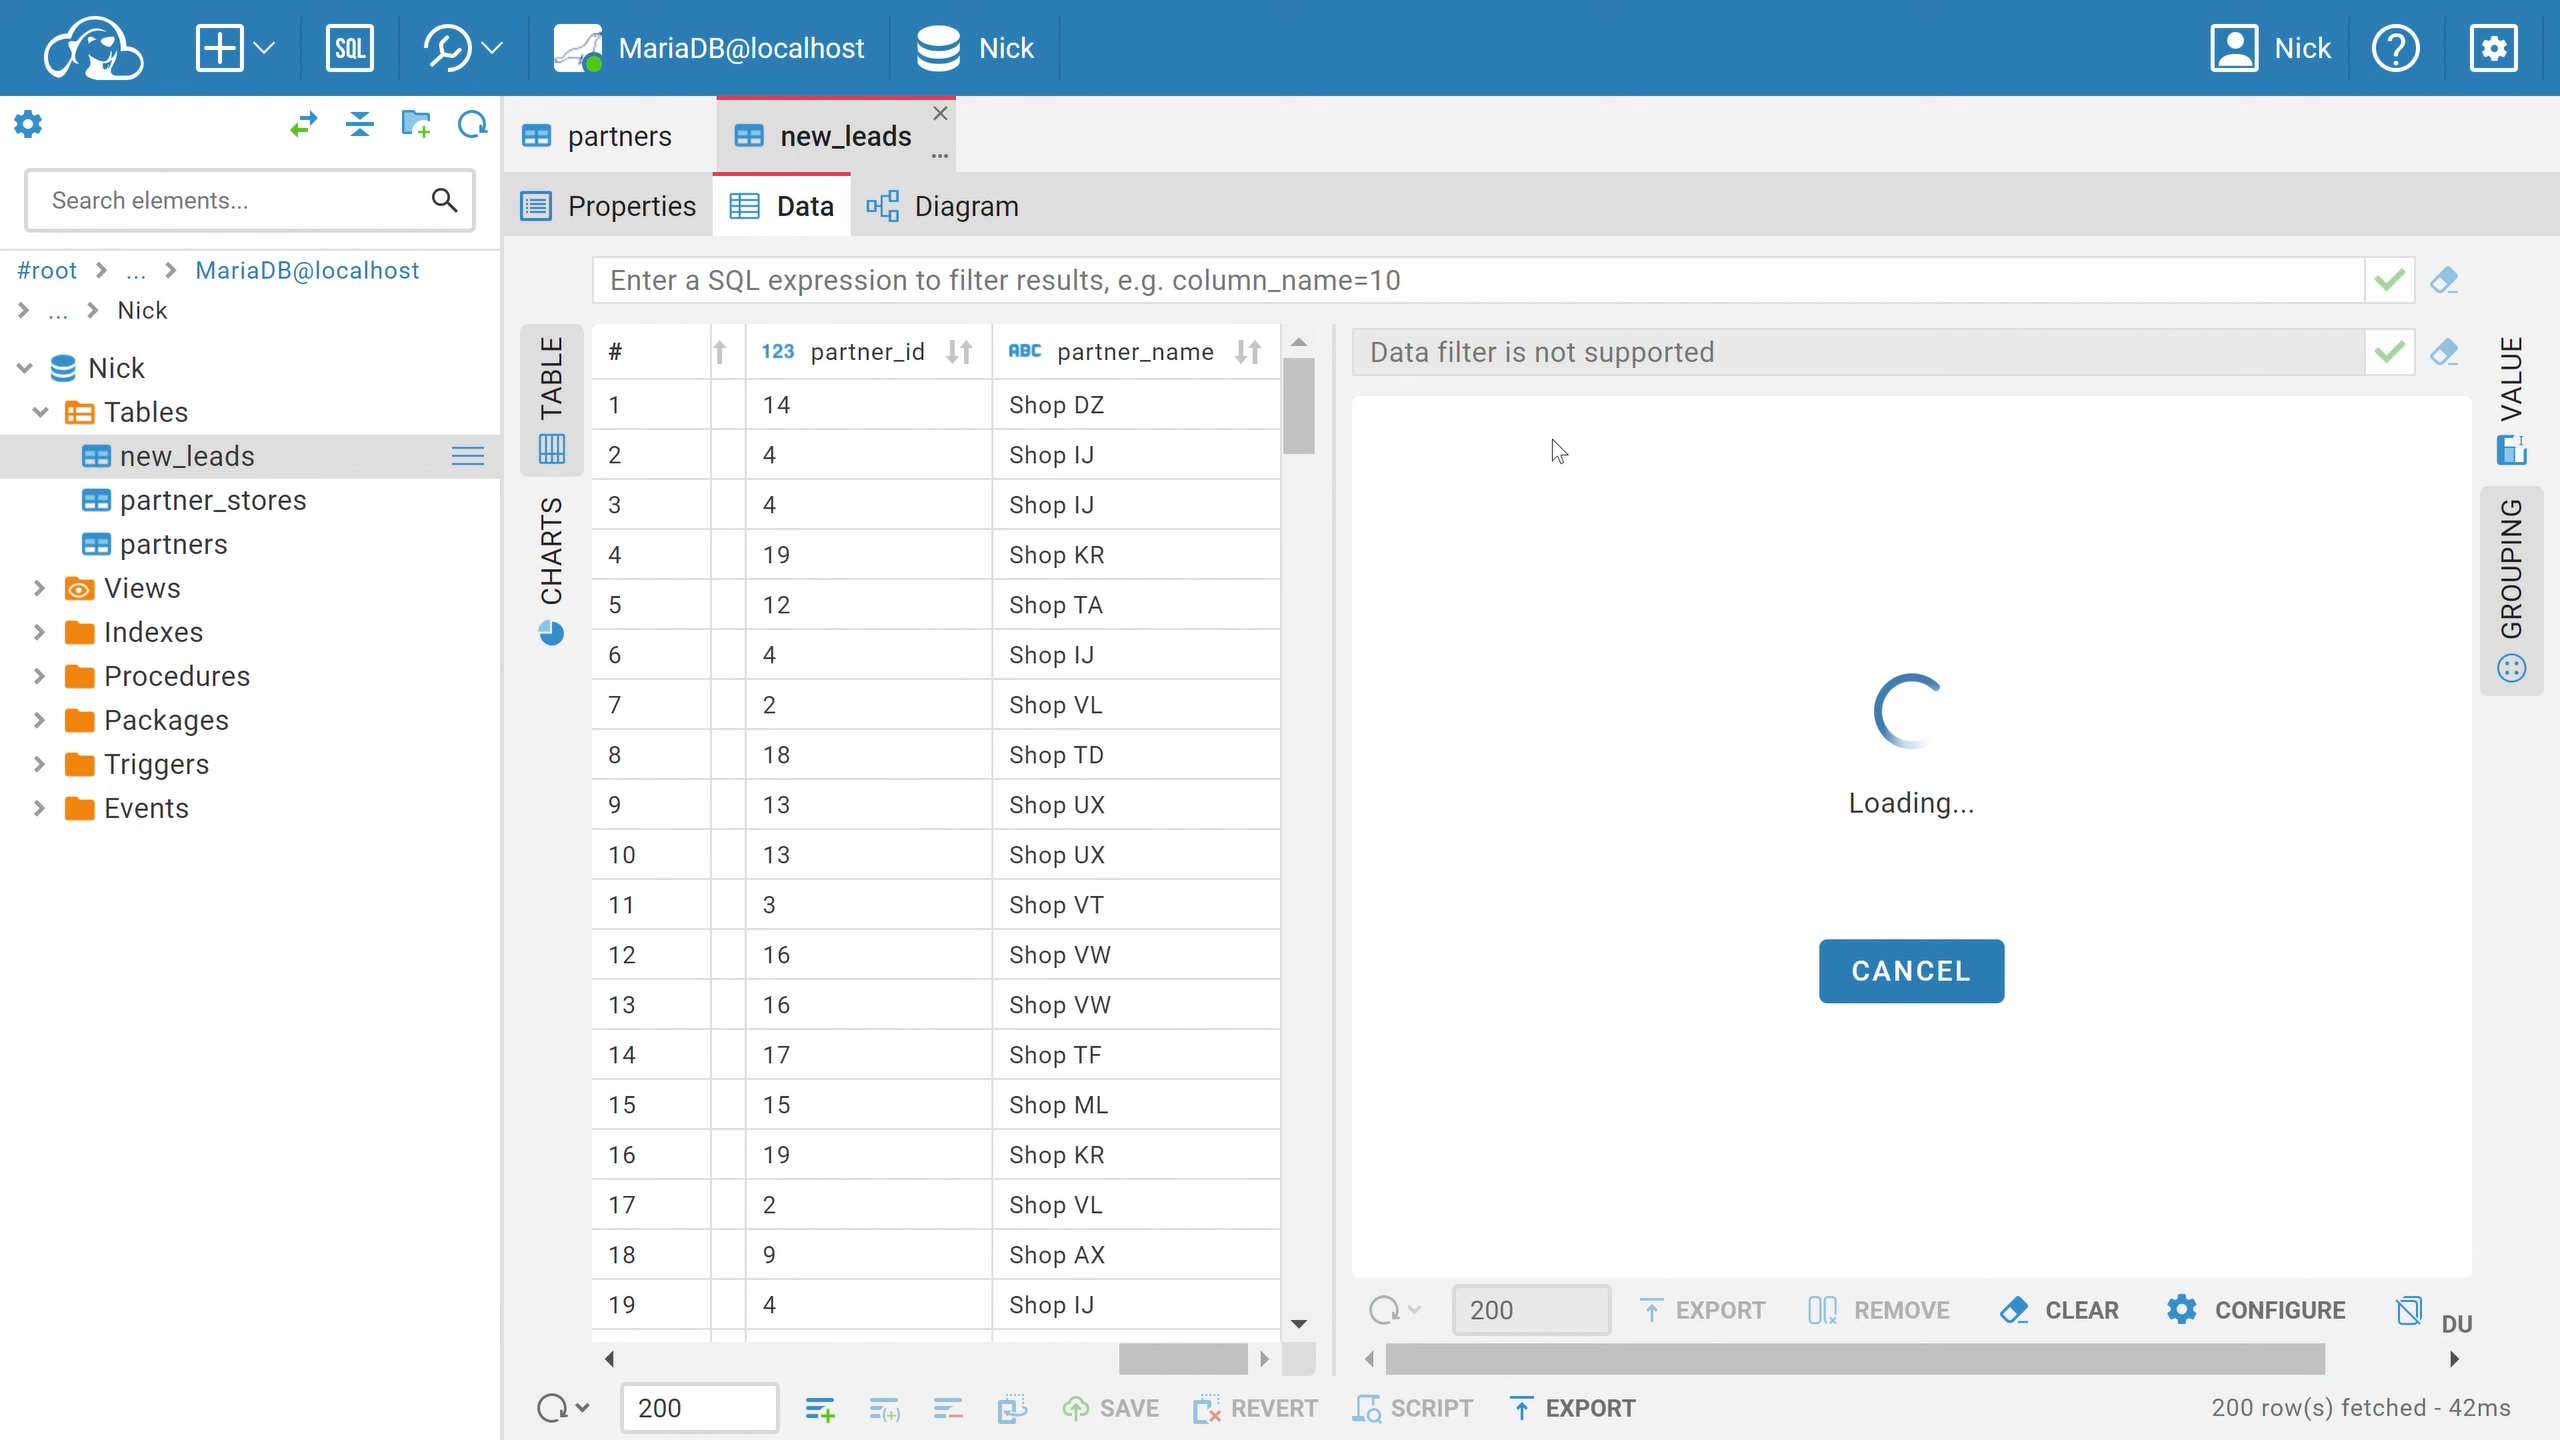 SQL
MariaDB@localhost
Nick
Nick
partners
new_leads
...
Search elements...
Properties
Data
Diagram
#root > ... > MariaDB@localhost
> ... > Nick
Enter a SQL expression to filter results, e.g. column_name=10
Nick
Tables
new_leads
partner_stores
partners
Views
Indexes
Procedures
Packages
Triggers
Events
TABLE
CHARTS
# 123 partner_id ABC partner_name
1 14 Shop DZ
2 4 Shop IJ
3 4 Shop IJ
4 19 Shop KR
5 12 Shop TA
6 4 Shop IJ
7 2 Shop VL
8 18 Shop TD
9 13 Shop UX
10 13 Shop UX
11 3 Shop VT
12 16 Shop VW
13 16 Shop VW
14 17 Shop TF
15 15 Shop ML
16 19 Shop KR
17 2 Shop VL
18 9 Shop AX
19 4 Shop IJ
Data filter is not supported
Loading...
CANCEL
VALUE
GROUPING
200 EXPORT REMOVE CLEAR CONFIGURE DU
200 SAVE REVERT SCRIPT EXPORT
200 row(s) fetched - 42ms